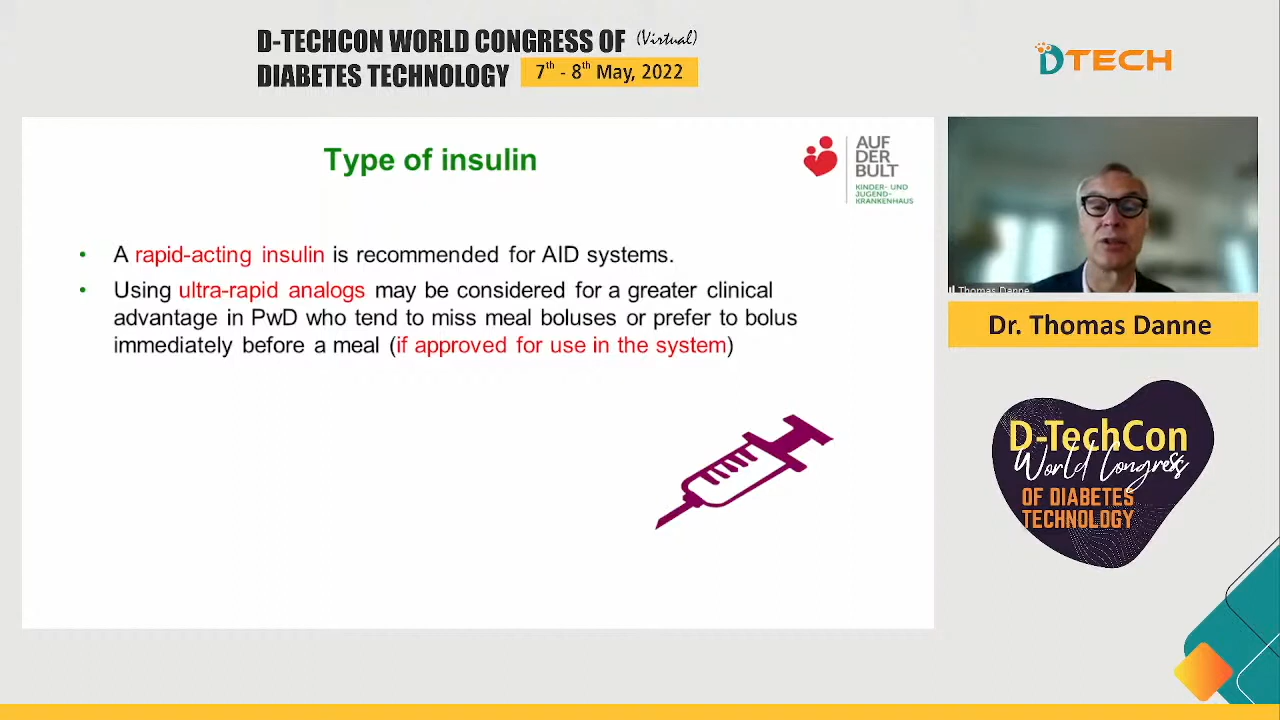 D-TECHCON WORLD CONGRESS OF (Virtual)
DIABETES TECHNOLOGY 7th - 8th May, 2022
DTECH
Type of insulin
AUF
DER
BULT
KINDER- UND
JUGEND-
KRANKENHAUS
• A rapid-acting insulin is recommended for AID systems.
• Using ultra-rapid analogs may be considered for a greater clinical
advantage in PwD who tend to miss meal boluses or prefer to bolus
immediately before a meal (if approved for use in the system)
Thomas Danne
Dr. Thomas Danne
D-TechCon
World Congress
OF DIABETES
TECHNOLOGY